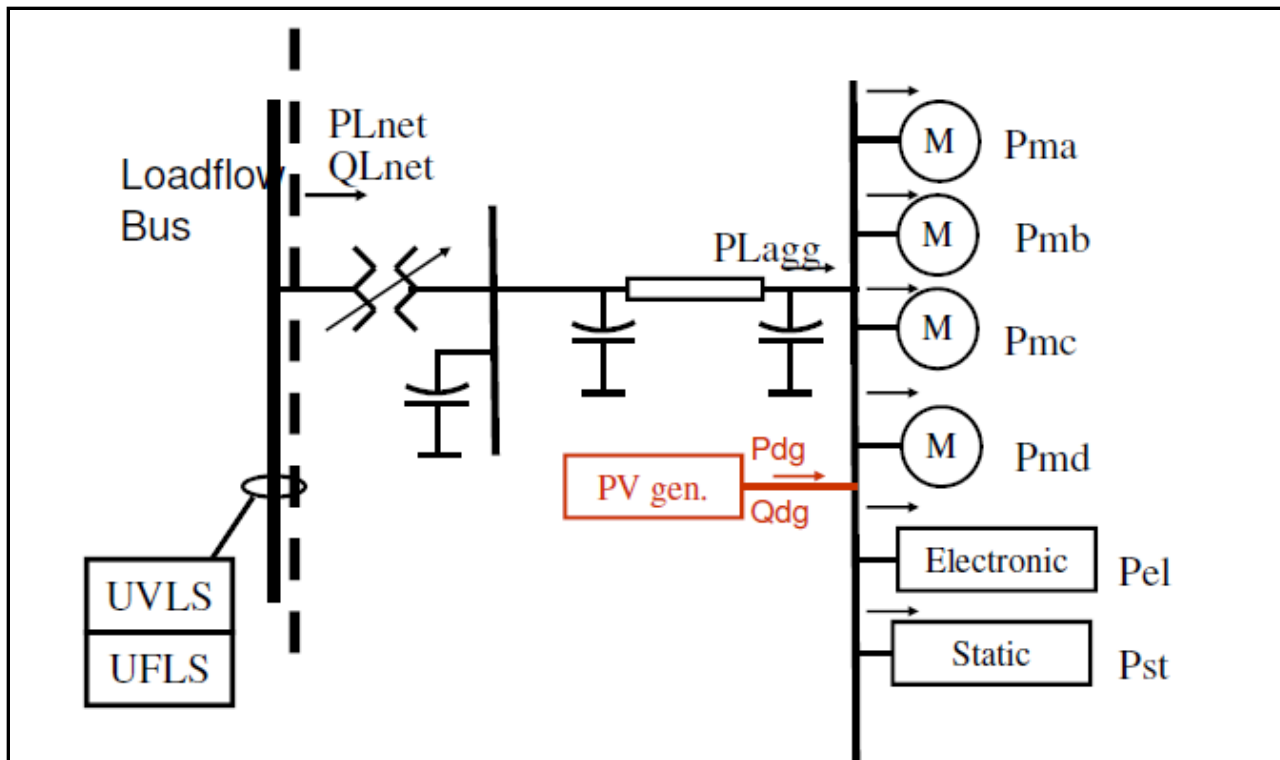 PLnet
QLnet
Loadflow
Bus
PLagg
M
Pma
M
Pmb
M
Pmc
M
Pmd
PV gen.
Pdg
Qdg
Electronic
Pel
Static
Pst
UVLS
UFLS